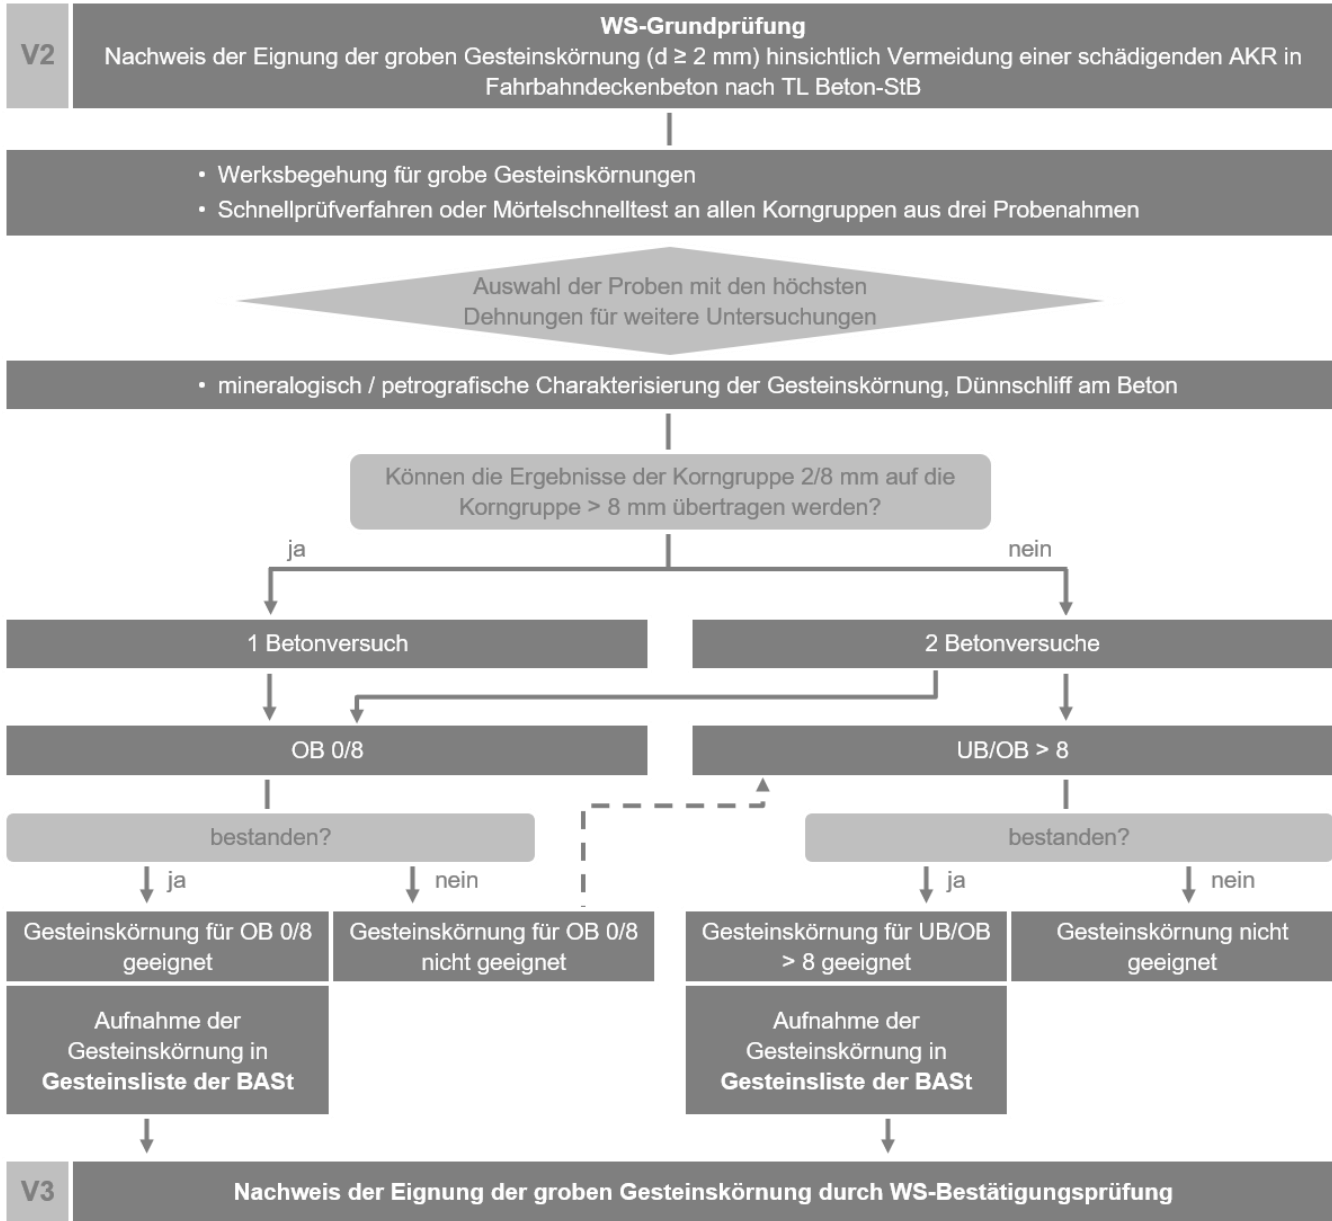 V2
WS-Grundprüfung
Nachweis der Eignung der groben Gesteinskörnung (d ≥ 2 mm) hinsichtlich Vermeidung einer schädigenden AKR in
Fahrbahndeckenbeton nach TL Beton-StB
• Werksbegehung für grobe Gesteinskörnungen
• Schnellprüfverfahren oder Mörtelschnelltest an allen Korngruppen aus drei Probenahmen
Auswahl der Proben mit den höchsten
Dehnungen für weitere Untersuchungen
• mineralogisch / petrografische Charakterisierung der Gesteinskörnung, Dünnschliff am Beton
Können die Ergebnisse der Korngruppe 2/8 mm auf die
Korngruppe > 8 mm übertragen werden?
ja
nein
1 Betonversuch
2 Betonversuche
OB 0/8
UB/OB > 8
bestanden?
bestanden?
ja
nein
ja
nein
Gesteinskörnung für OB 0/8
geeignet
Gesteinskörnung für OB 0/8
nicht geeignet
Gesteinskörnung für UB/OB
> 8 geeignet
Gesteinskörnung nicht
geeignet
Aufnahme der
Gesteinskörnung in
Gesteinsliste der BASt
Aufnahme der
Gesteinskörnung in
Gesteinsliste der BASt
V3
Nachweis der Eignung der groben Gesteinskörnung durch WS-Bestätigungsprüfung